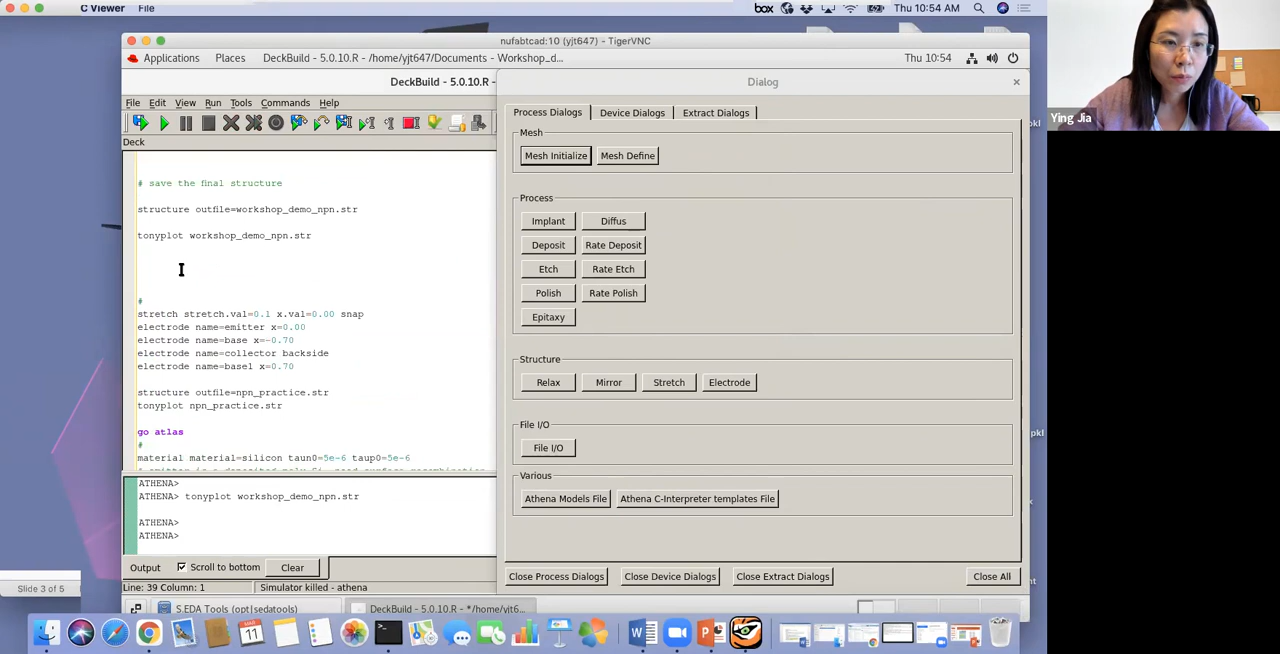 C Viewer File
box Thu 10:54 AM
nufabtcad:10 (yjt647) - TigerVNC
Applications Places DeckBuild - 5.0.10.R - /home/yjt647/Documents - Workshop_d... Thu 10:54
DeckBuild - 5.0.10.R -
Dialog
File Edit View Run Tools Commands Help
Process Dialogs Device Dialogs Extract Dialogs
Ying Jia
Deck
Mesh
Mesh Initialize Mesh Define
# save the final structure
structure outfile=workshop_demo_npn.str
tonyplot workshop_demo_npn.str
Process
Implant Diffus
Deposit Rate Deposit
Etch Rate Etch
Polish Rate Polish
Epitaxy
#
stretch stretch.val=0.1 x.val=0.00 snap
electrode name=emitter x=0.00
electrode name=base x=-0.70
electrode name=collector backside
electrode name=base1 x=0.70
structure outfile=npn_practice.str
tonyplot npn_practice.str
go atlas
#
material material=silicon taun0=5e-6 taup0=5e-6
Structure
Relax Mirror Stretch Electrode
File I/O
File I/O
Various
Athena Models File Athena C-Interpreter templates File
ATHENA>
ATHENA> tonyplot workshop_demo_npn.str
ATHENA>
ATHENA>
Output Scroll to bottom Clear
Close Process Dialogs Close Device Dialogs Close Extract Dialogs Close All
Line: 39 Column: 1 Simulator killed - athena
Slide 3 of 5
S.EDA Tools (opt|sedatools) DeckBuild - 5.0.10.R - */home/yjt6...